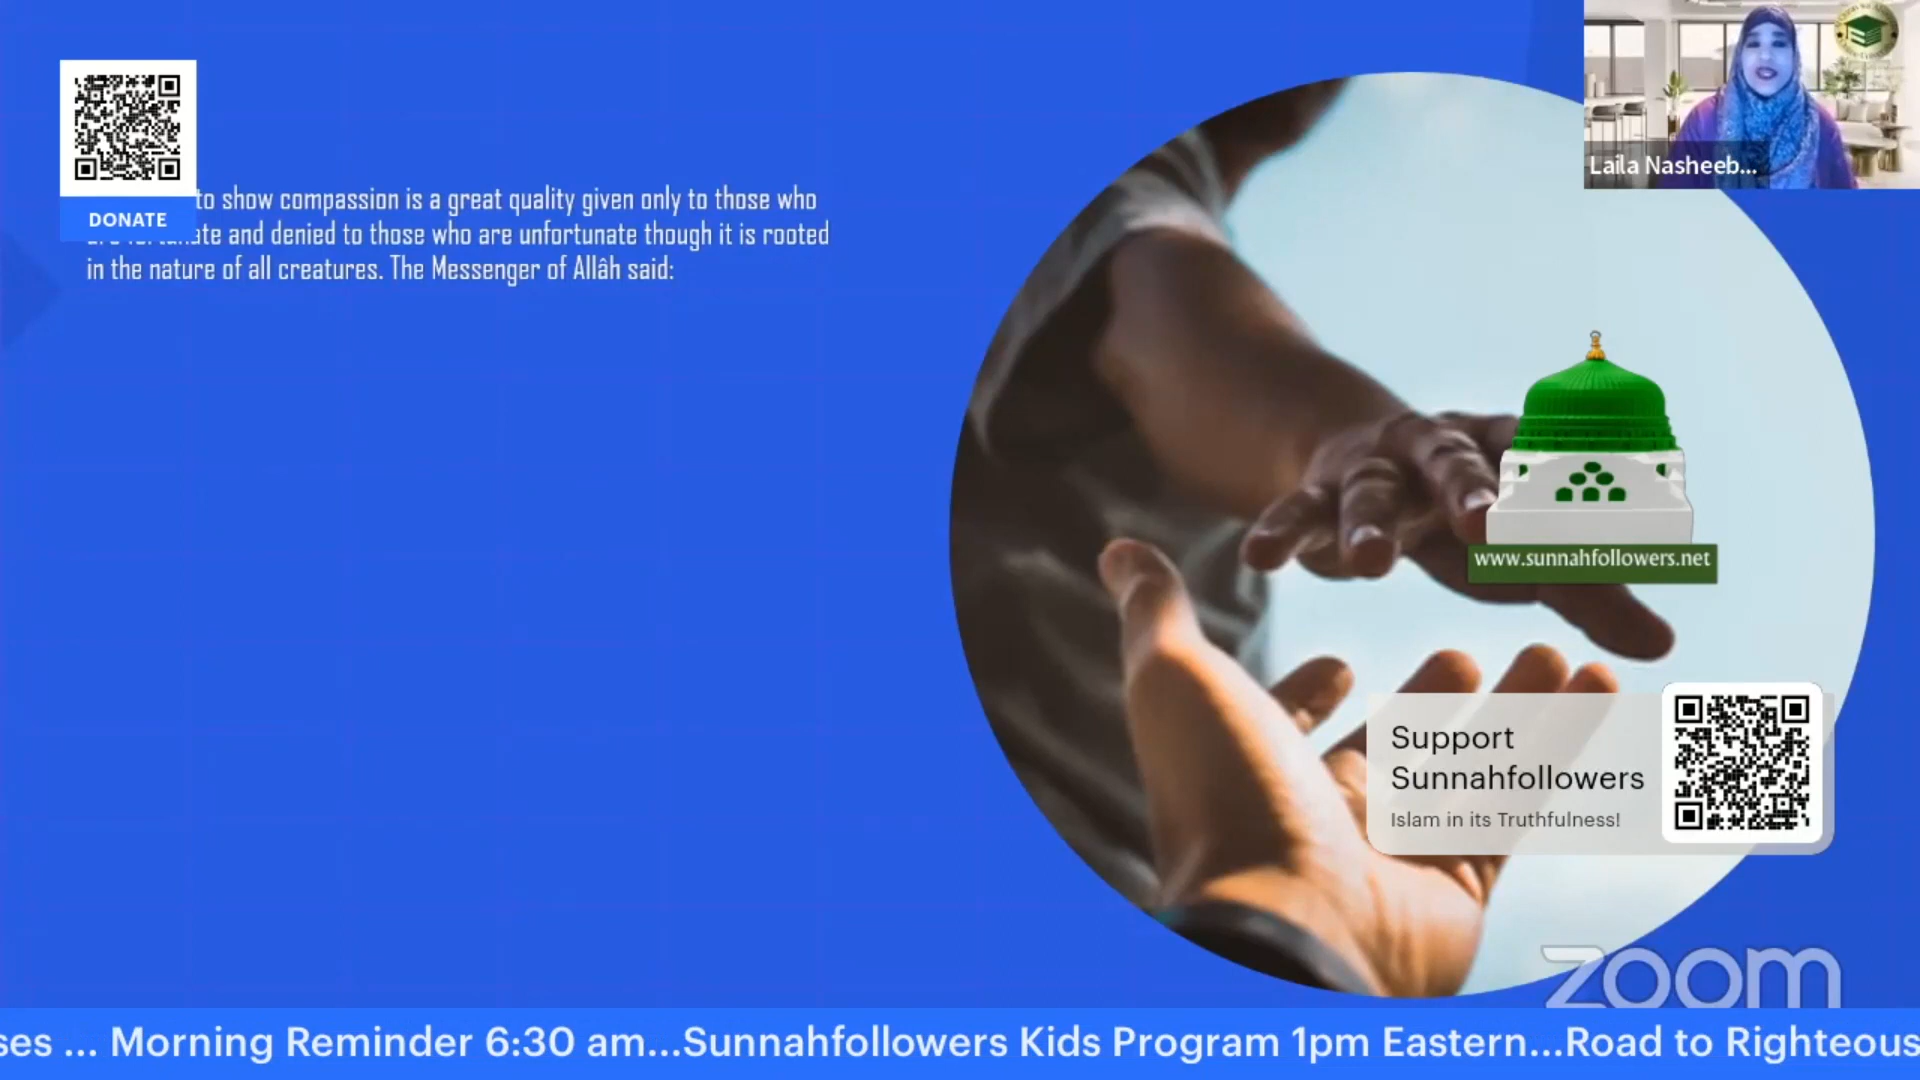 DONATE
to show compassion is a great quality given only to those who
and denied to those who are unfortunate though it is rooted
in the nature of all creatures. The Messenger of Allâh said:
Laila Nasheeb...
www.sunnahfollowers.net
Support
Sunnahfollowers
Islam in its Truthfulness!
zoom
ses ... Morning Reminder 6:30 am...Sunnahfollowers Kids Program 1pm Eastern...Road to Righteous